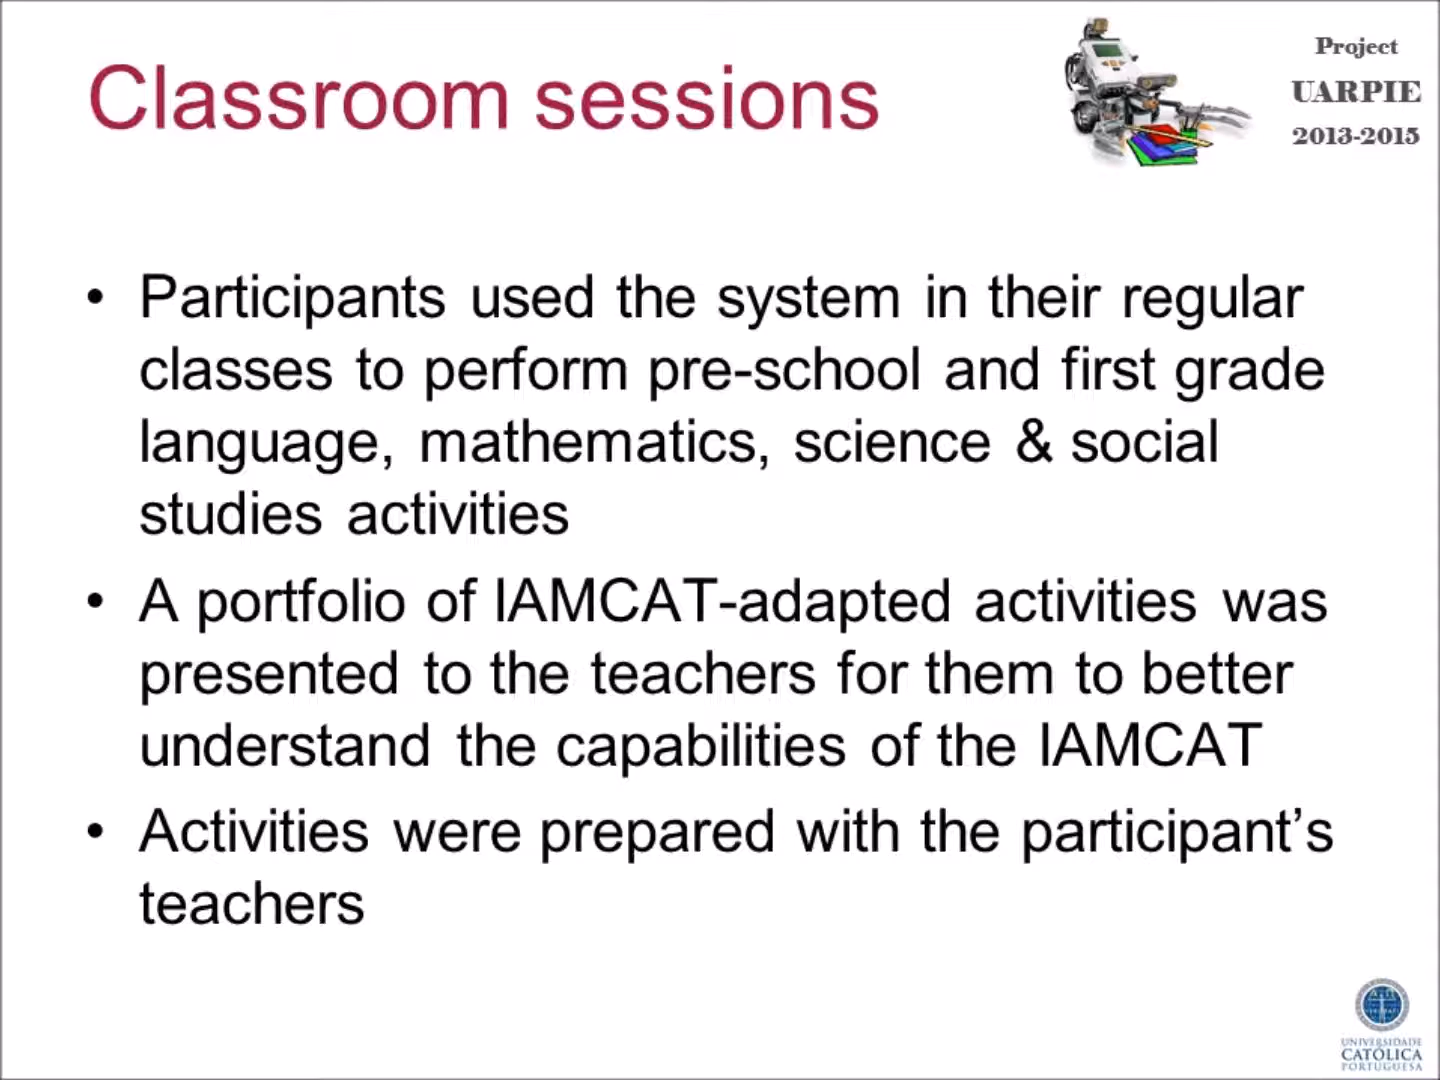 Classroom sessions
Project
UARPIE
2013-2015
• Participants used the system in their regular
classes to perform pre-school and first grade
language, mathematics, science & social
studies activities
• A portfolio of IAMCAT-adapted activities was
presented to the teachers for them to better
understand the capabilities of the IAMCAT
• Activities were prepared with the participant’s
teachers
UNIVERSIDADE
CATÓLICA
PORTUGUESA